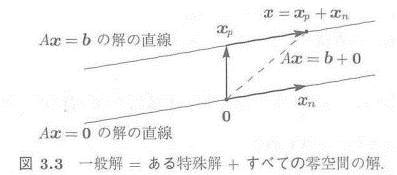 x = x_p + x_n
Ax = b の解の直線
x_p
Ax = b + 0
x_n
0
Ax = 0 の解の直線
図 3.3 一般解 = ある特殊解 + すべての零空間の解.